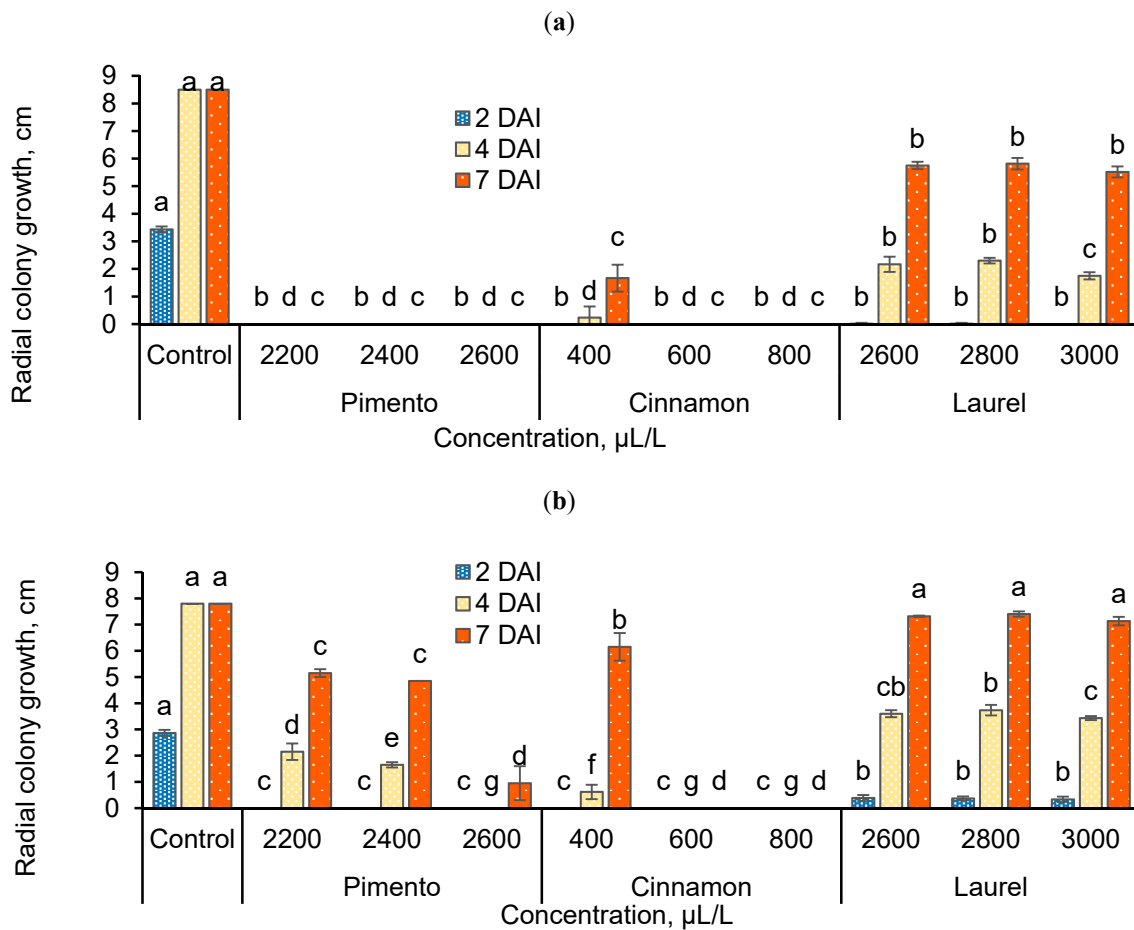 (a)
Radial colony growth, cm
9
8
7
6
5
4
3
2
1
0
2 DAI
4 DAI
7 DAI
a a a
b d c b d c b d c
b d c b d c b d c
b b b b b b b c b
Control 2200 2400 2600 400 600 800 2600 2800 3000
Pimento Cinnamon Laurel
Concentration, µL/L
(b)
Radial colony growth, cm
9
8
7
6
5
4
3
2
1
0
2 DAI
4 DAI
7 DAI
a a a
c d c c e c c g d
c f b c g d c g d
b cb a b b a b c a
Control 2200 2400 2600 400 600 800 2600 2800 3000
Pimento Cinnamon Laurel
Concentration, µL/L